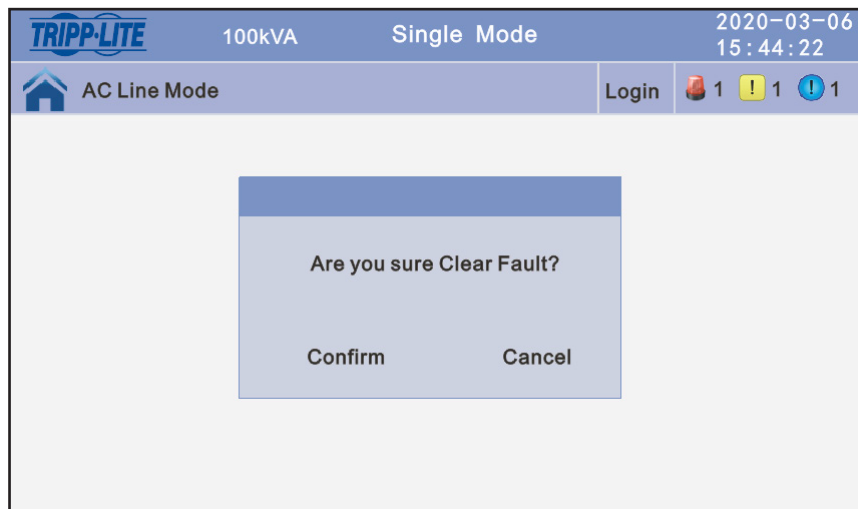 TRIPP·LITE 100kVA Single Mode 2020-03-06
15:44:22
AC Line Mode Login 1 ! 1 ! 1
Are you sure Clear Fault?
Confirm Cancel